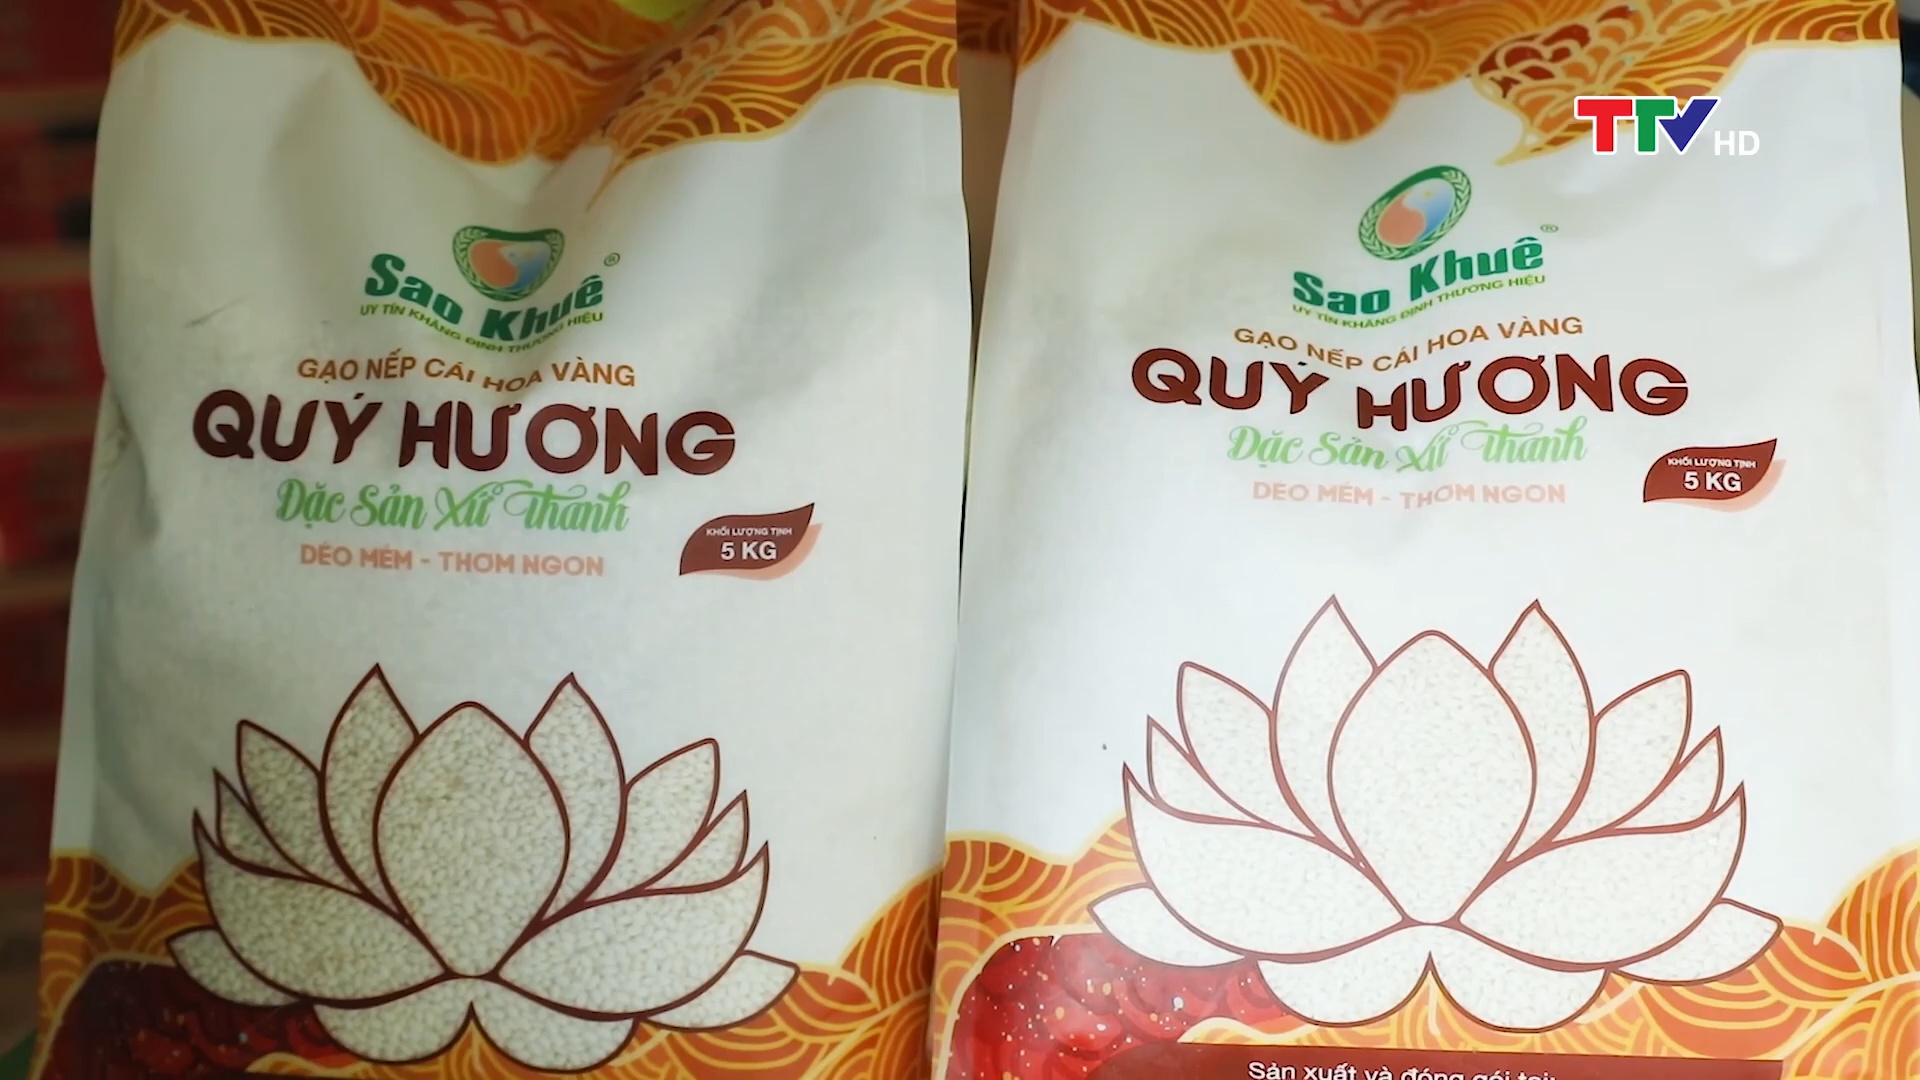 TTV HD
Sao Khuê®
UY TÍN KHẲNG ĐỊNH THƯƠNG HIỆU
GẠO NẾP CÁI HOA VÀNG
QUÝ HƯƠNG
Đặc Sản Xứ Thanh
DẺO MỀM - THƠM NGON
KHỐI LƯỢNG TỊNH
5 KG
Sao Khuê®
UY TÍN KHẲNG ĐỊNH THƯƠNG HIỆU
GẠO NẾP CÁI HOA VÀNG
QUÝ HƯƠNG
Đặc Sản Xứ Thanh
DẺO MỀM - THƠM NGON
KHỐI LƯỢNG TỊNH
5 KG
Sản xuất và đóng gói tại: